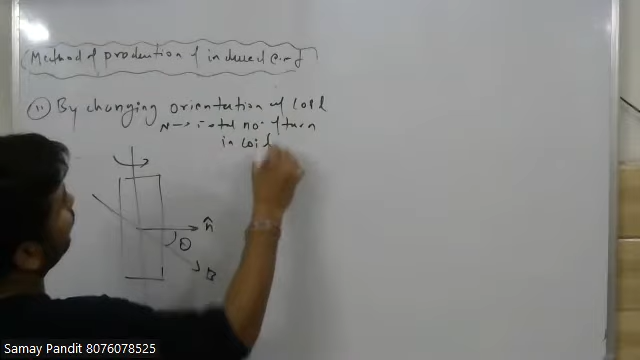 Method of production of induced e.m.f
(ii) By changing orientation of coil
N → total no. of turn
in coil
n̂
θ
B
Samay Pandit 8076078525